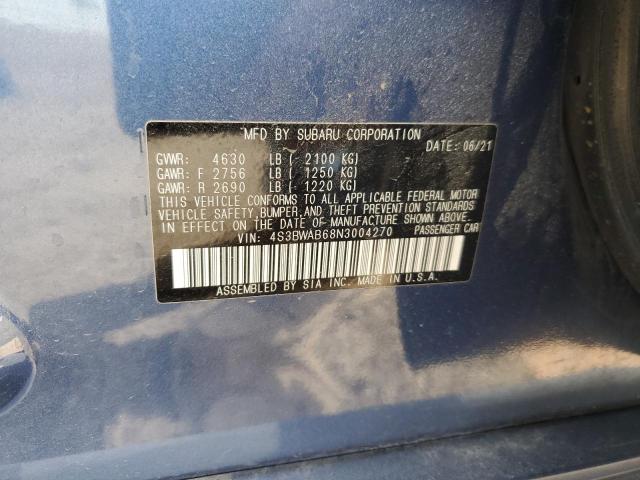 MFD BY SUBARU CORPORATION
DATE: 06/21
GVWR: 4630 LB ( 2100 KG)
GAWR: F 2756 LB ( 1250 KG)
GAWR: R 2690 LB ( 1220 KG)
THIS VEHICLE CONFORMS TO ALL APPLICABLE FEDERAL MOTOR
VEHICLE SAFETY, BUMPER, AND THEFT PREVENTION STANDARDS
IN EFFECT ON THE DATE OF MANUFACTURE SHOWN ABOVE.
VIN: 4S3BWAB68N3004270 PASSENGER CAR
ASSEMBLED BY SIA INC. MADE IN U.S.A.